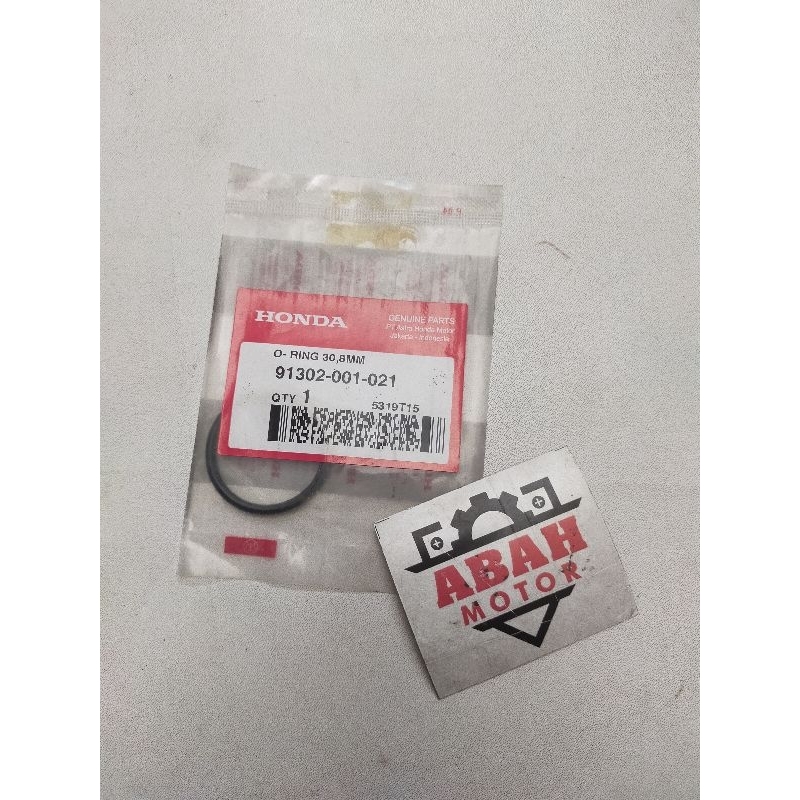 HONDA
GENUINE PARTS
PT Astra Honda Motor
Jakarta - Indonesia
O- RING 30,8MM
91302-001-021
QTY 1
5319T15
ABAH
MOTOR